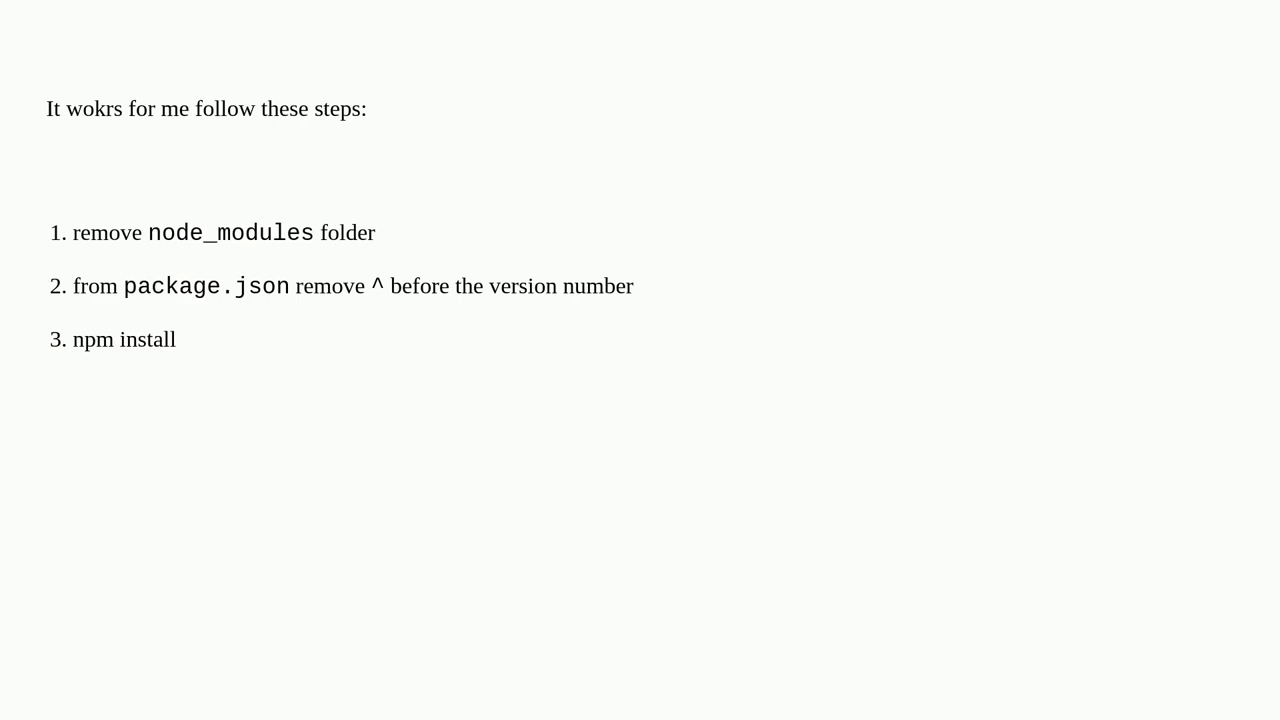 It wokrs for me follow these steps:
1. remove node_modules folder
2. from package.json remove ^ before the version number
3. npm install